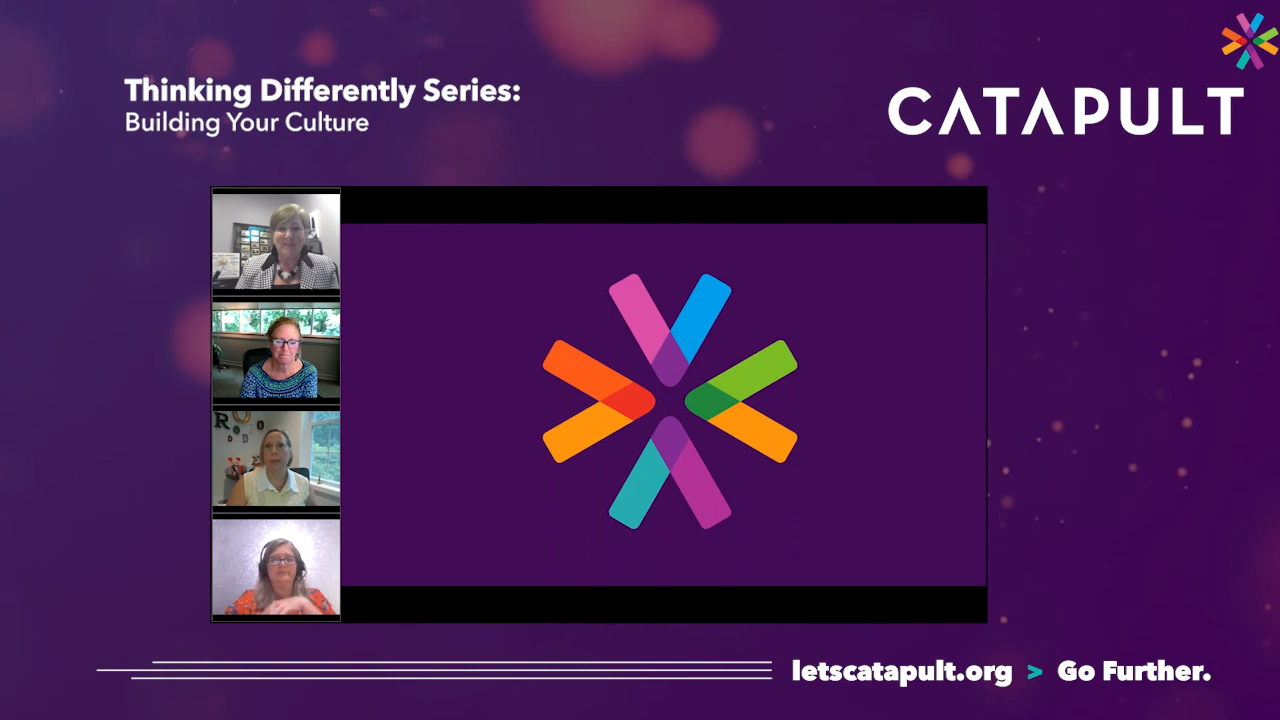 Thinking Differently Series:
Building Your Culture
CATAPULT
letscatapult.org > Go Further.